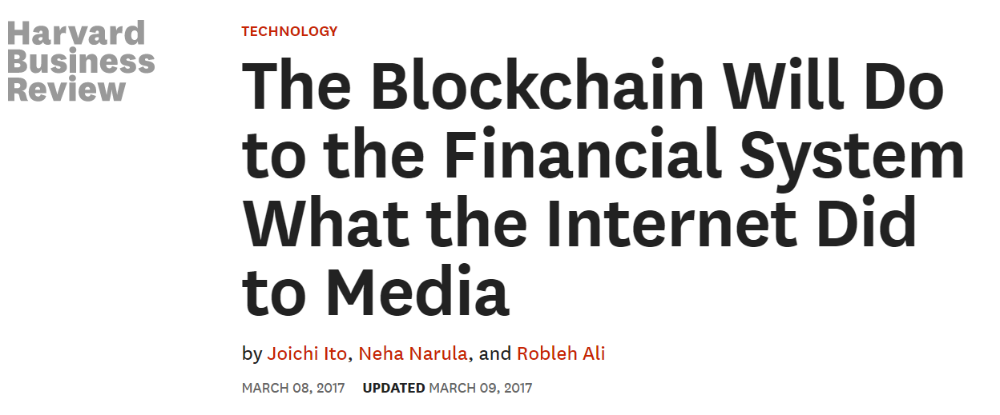 Harvard
Business
Review
TECHNOLOGY
The Blockchain Will Do
to the Financial System
What the Internet Did
to Media
by Joichi Ito, Neha Narula, and Robleh Ali
MARCH 08, 2017 UPDATED MARCH 09, 2017